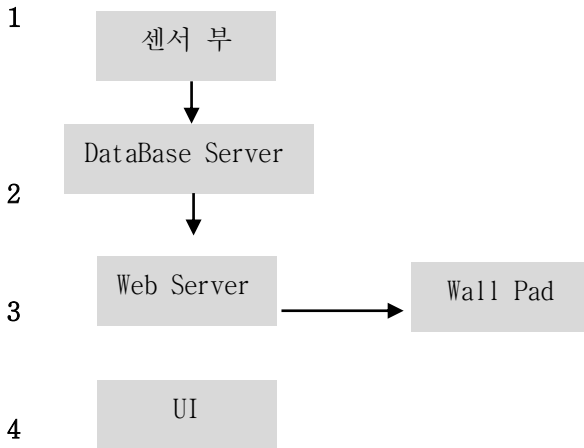 1
센서 부
DataBase Server
2
Web Server
Wall Pad
3
UI
4